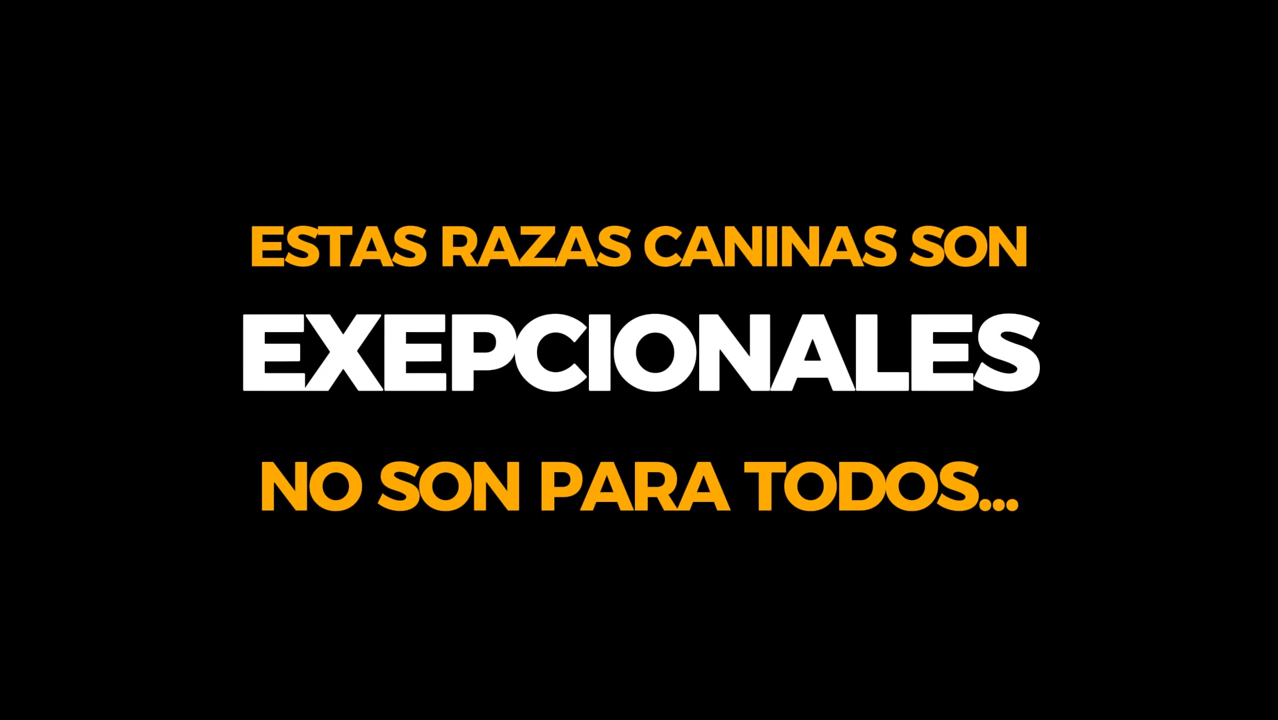 ESTAS RAZAS CANINAS SON
EXEPCIONALES
NO SON PARA TODOS...